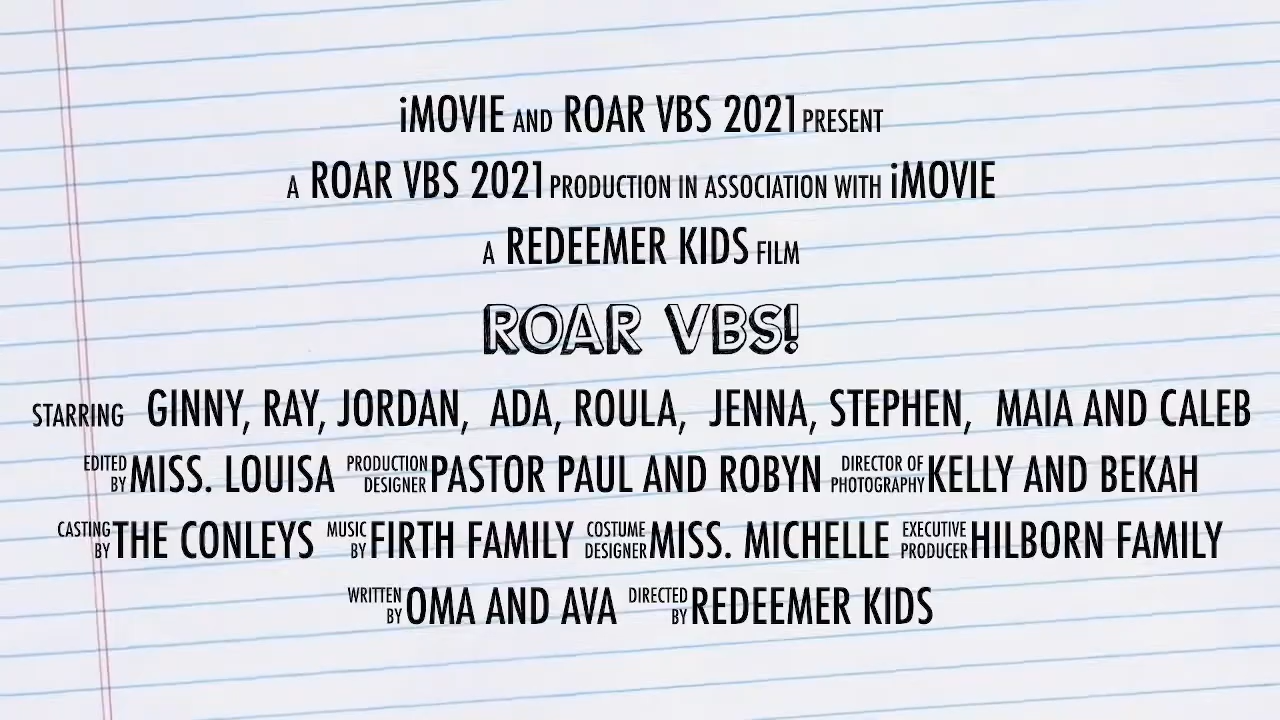 iMOVIE AND ROAR VBS 2021 PRESENT
A ROAR VBS 2021 PRODUCTION IN ASSOCIATION WITH iMOVIE
A REDEEMER KIDS FILM
ROAR VBS!
STARRING GINNY, RAY, JORDAN, ADA, ROULA, JENNA, STEPHEN, MAIA AND CALEB
EDITED BY MISS. LOUISA PRODUCTION DESIGNER PASTOR PAUL AND ROBYN DIRECTOR OF PHOTOGRAPHY KELLY AND BEKAH
CASTING BY THE CONLEYS MUSIC BY FIRTH FAMILY COSTUME DESIGNER MISS. MICHELLE EXECUTIVE PRODUCER HILBORN FAMILY
WRITTEN BY OMA AND AVA DIRECTED BY REDEEMER KIDS